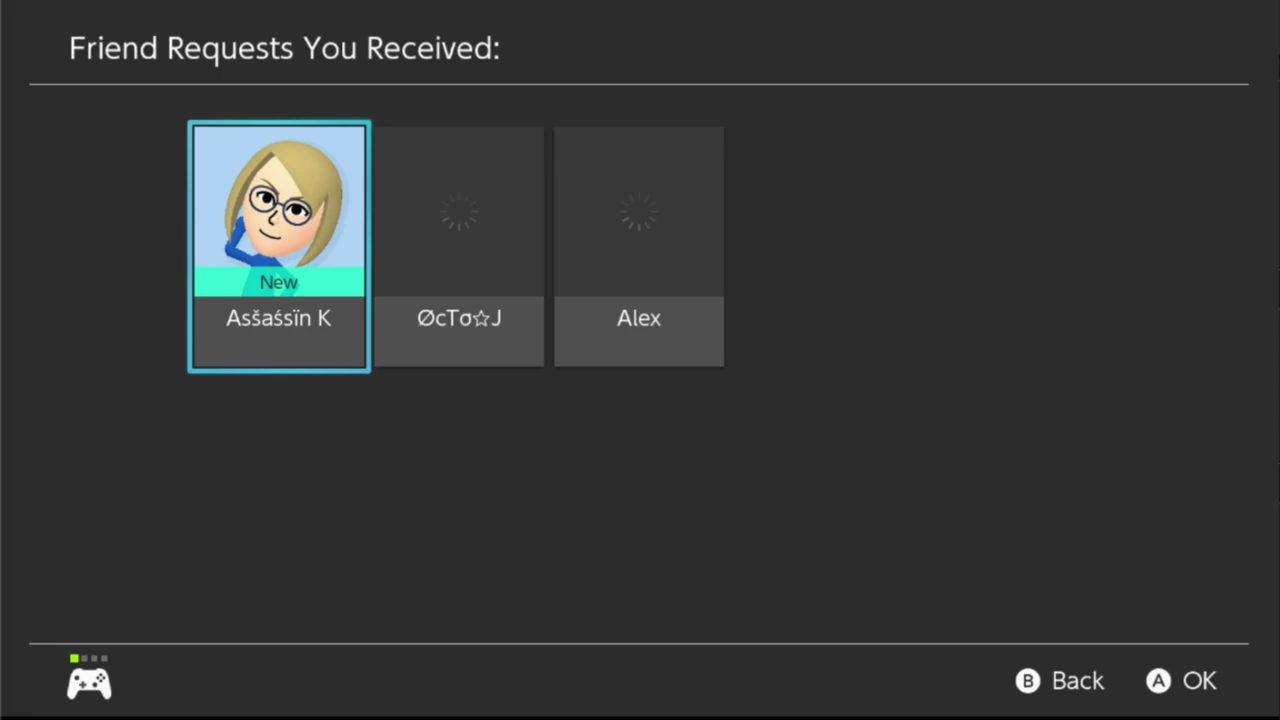 Friend Requests You Received:
New
Asšaśsïn K
ØcTσ☆J
Alex
B Back
A OK